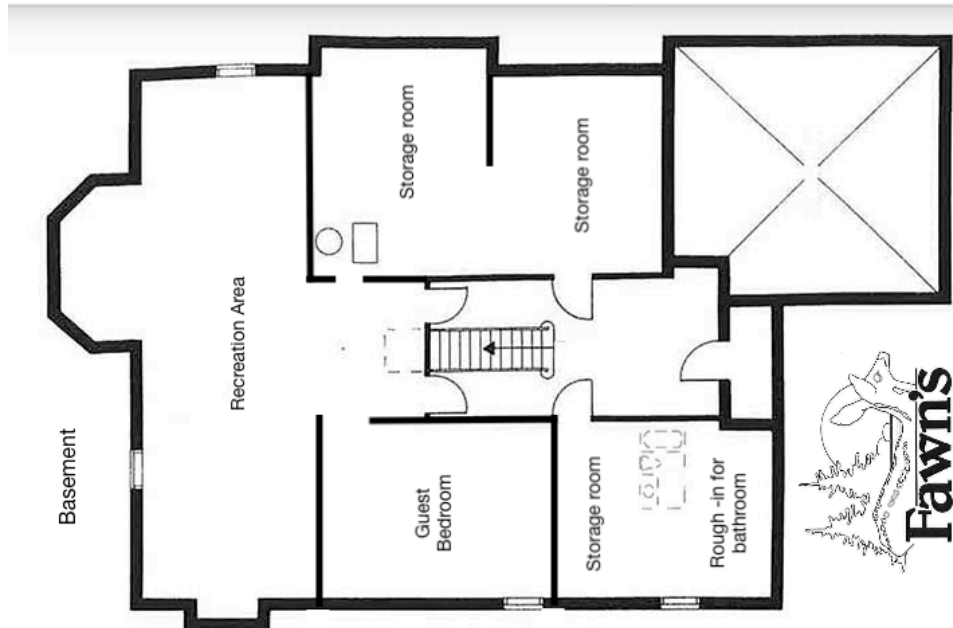 Basement
Recreation Area
Storage room
Storage room
Guest
Bedroom
Storage room
Rough -in for
bathroom
Fawn's